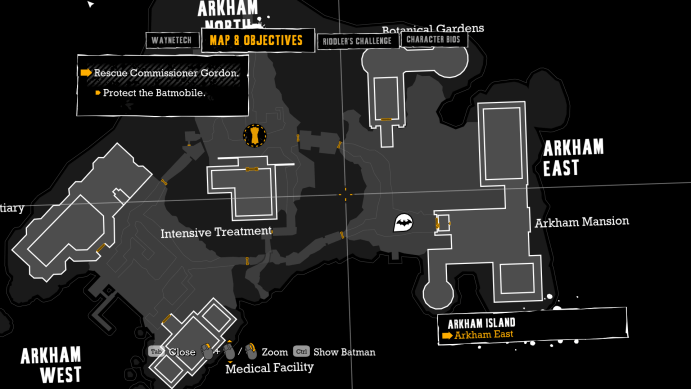 ARKHAM
NORTH
WAYNETECH
MAP & OBJECTIVES
RIDDLER'S CHALLENGE
CHARACTER BIOS
Botanical Gardens
Rescue Commissioner Gordon.
Protect the Batmobile.
ARKHAM
EAST
tiary
Intensive Treatment
Arkham Mansion
ARKHAM ISLAND
Arkham East
ARKHAM
WEST
Tab Close + / Zoom Ctrl Show Batman
Medical Facility